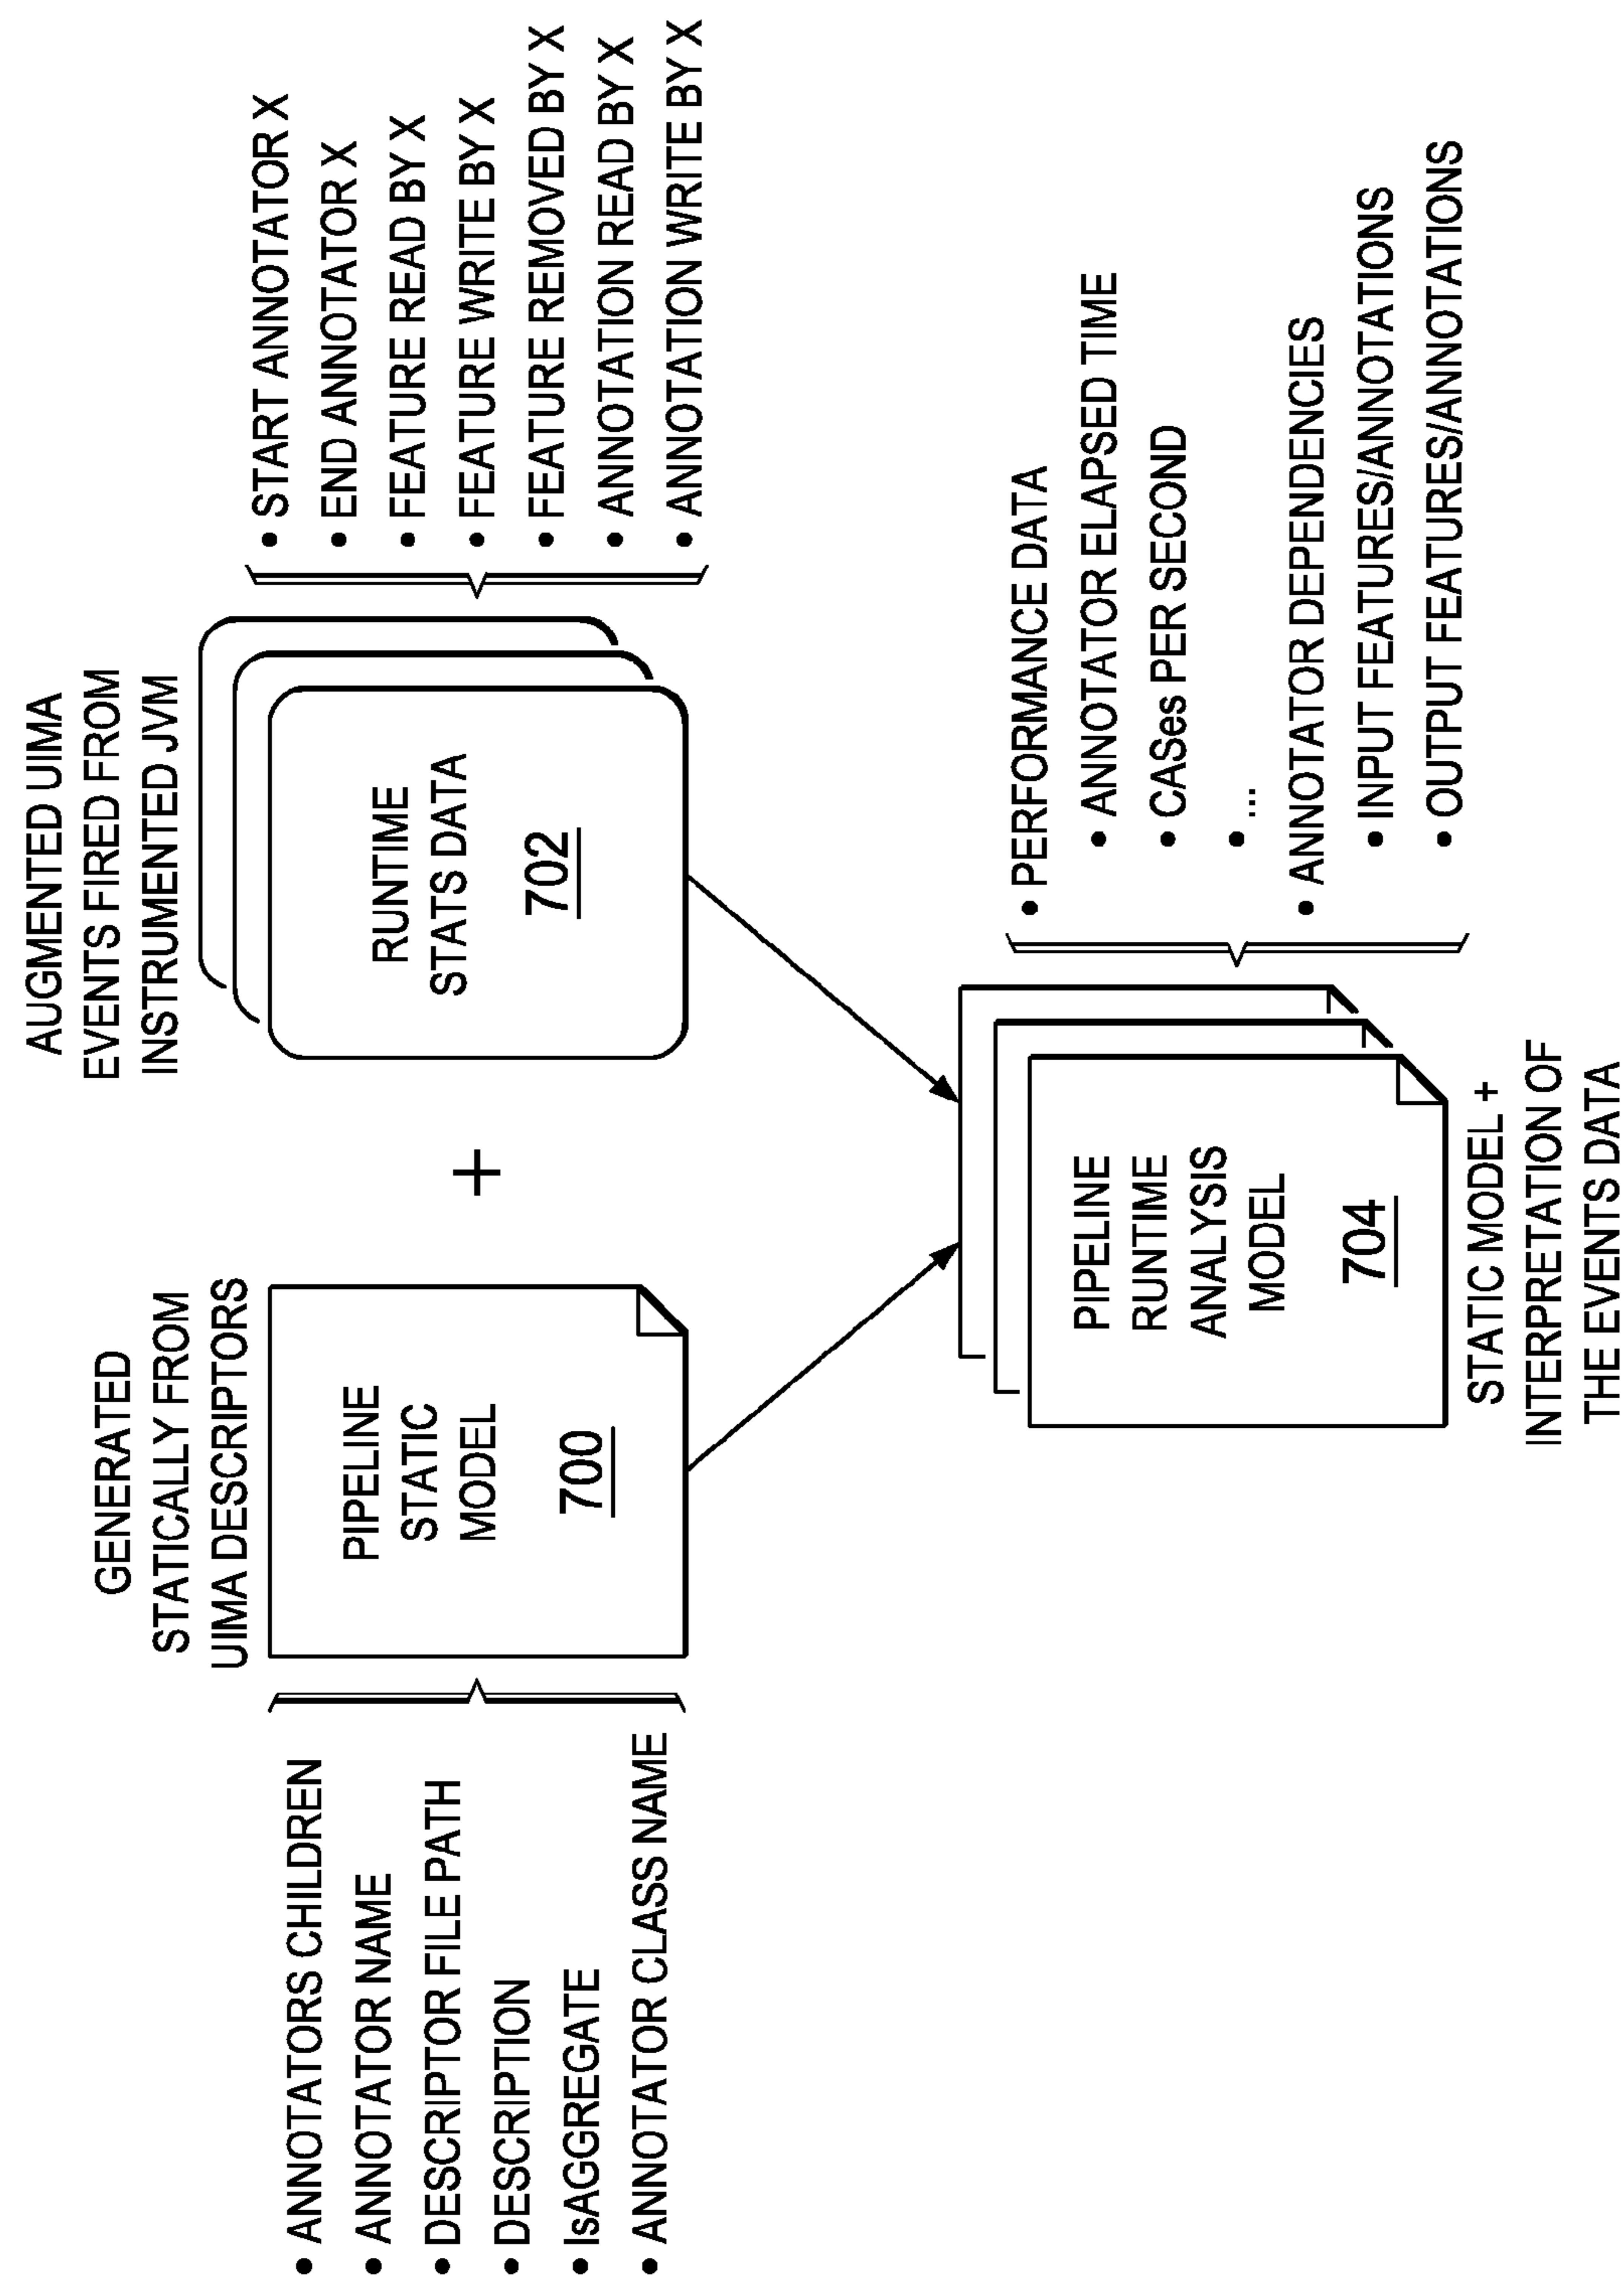 GENERATED
STATICALLY FROM
UIMA DESCRIPTORS
• ANNOTATORS CHILDREN
• ANNOTATOR NAME
• DESCRIPTOR FILE PATH
• DESCRIPTION
• IsAGGREGATE
• ANNOTATOR CLASS NAME
PIPELINE
STATIC
MODEL
700
+
AUGMENTED UIMA
EVENTS FIRED FROM
INSTRUMENTED JVM
RUNTIME
STATS DATA
702
• START ANNOTATOR X
• END ANNOTATOR X
• FEATURE READ BY X
• FEATURE WRITE BY X
• FEATURE REMOVED BY X
• ANNOTATION READ BY X
• ANNOTATION WRITE BY X
PIPELINE
RUNTIME
ANALYSIS
MODEL
704
STATIC MODEL +
INTERPRETATION OF
THE EVENTS DATA
• PERFORMANCE DATA
• ANNOTATOR ELAPSED TIME
• CASes PER SECOND
• ...
• ANNOTATOR DEPENDENCIES
• INPUT FEATURES/ANNOTATIONS
• OUTPUT FEATURES/ANNOTATIONS